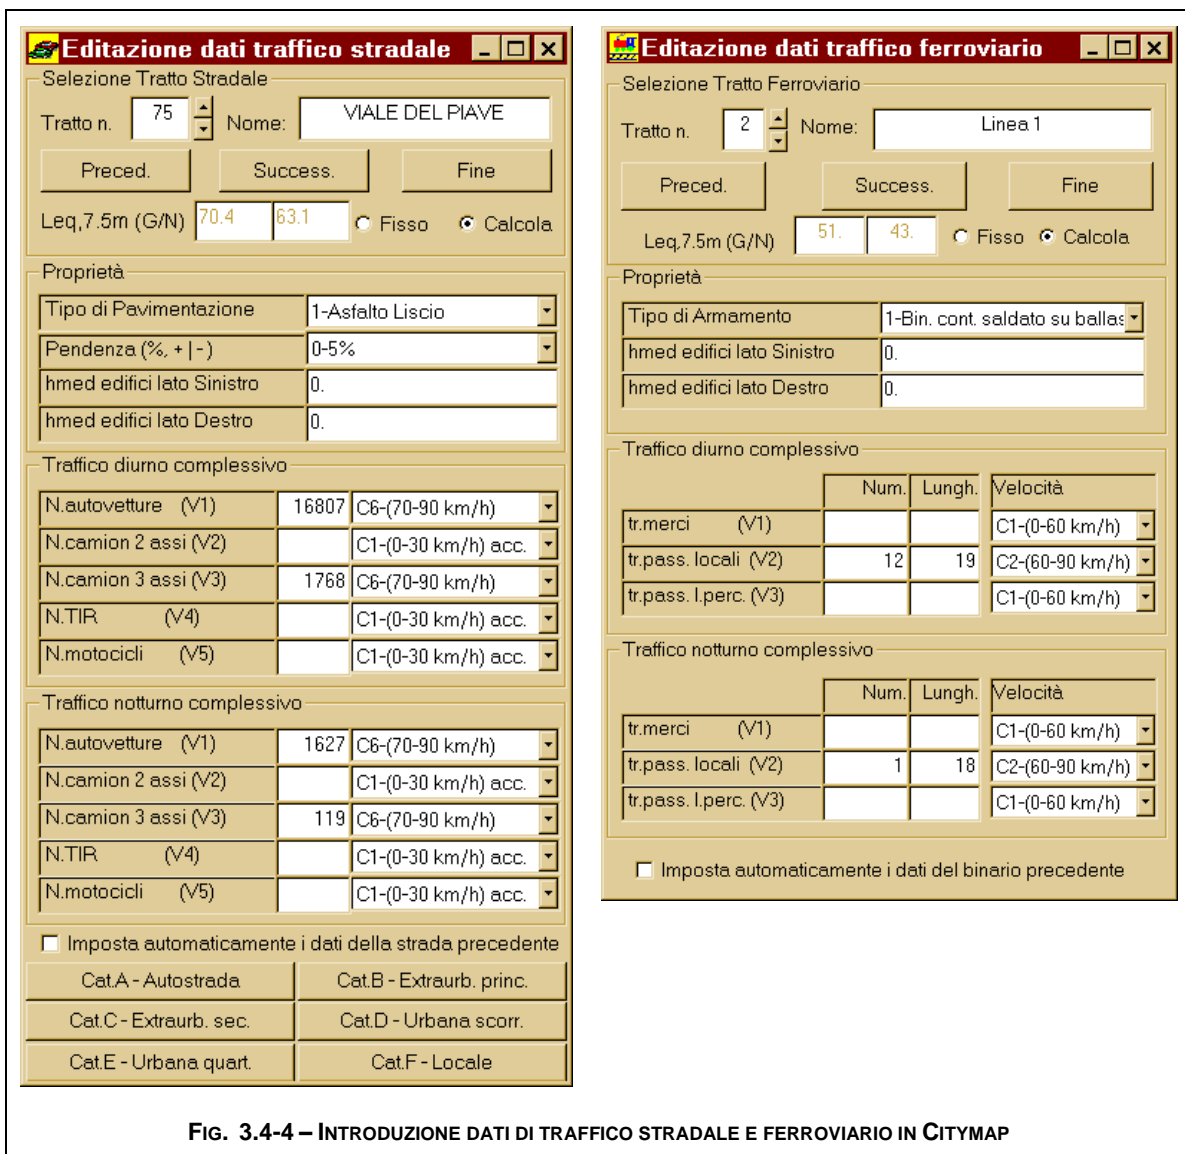 Editazione dati traffico stradale
Selezione Tratto Stradale
Tratto n. 75 Nome: VIALE DEL PIAVE
Preced. Success. Fine
Leq,7.5m (G/N) 70.4 63.1 Fisso Calcola
Proprietà
Tipo di Pavimentazione 1-Asfalto Liscio
Pendenza (%, + | - ) 0-5%
hmed edifici lato Sinistro 0.
hmed edifici lato Destro 0.
Traffico diurno complessivo
N.autovetture (V1) 16807 C6-(70-90 km/h)
N.camion 2 assi (V2) C1-(0-30 km/h) acc.
N.camion 3 assi (V3) 1768 C6-(70-90 km/h)
N.TIR (V4) C1-(0-30 km/h) acc.
N.motocicli (V5) C1-(0-30 km/h) acc.
Traffico notturno complessivo
N.autovetture (V1) 1627 C6-(70-90 km/h)
N.camion 2 assi (V2) C1-(0-30 km/h) acc.
N.camion 3 assi (V3) 119 C6-(70-90 km/h)
N.TIR (V4) C1-(0-30 km/h) acc.
N.motocicli (V5) C1-(0-30 km/h) acc.
Imposta automaticamente i dati della strada precedente
Cat.A - Autostrada Cat.B - Extraurb. princ.
Cat.C - Extraurb. sec. Cat.D - Urbana scorr.
Cat.E - Urbana quart. Cat.F - Locale
Editazione dati traffico ferroviario
Selezione Tratto Ferroviario
Tratto n. 2 Nome: Linea 1
Preced. Success. Fine
Leq,7.5m (G/N) 51. 43. Fisso Calcola
Proprietà
Tipo di Armamento 1-Bin. cont. saldato su ballas
hmed edifici lato Sinistro 0.
hmed edifici lato Destro 0.
Traffico diurno complessivo
Num. Lungh. Velocità
tr.merci (V1) C1-(0-60 km/h)
tr.pass. locali (V2) 12 19 C2-(60-90 km/h)
tr.pass. l.perc. (V3) C1-(0-60 km/h)
Traffico notturno complessivo
Num. Lungh. Velocità
tr.merci (V1) C1-(0-60 km/h)
tr.pass. locali (V2) 1 18 C2-(60-90 km/h)
tr.pass. l.perc. (V3) C1-(0-60 km/h)
Imposta automaticamente i dati del binario precedente
FIG. 3.4-4 – INTRODUZIONE DATI DI TRAFFICO STRADALE E FERROVIARIO IN CITYMAP